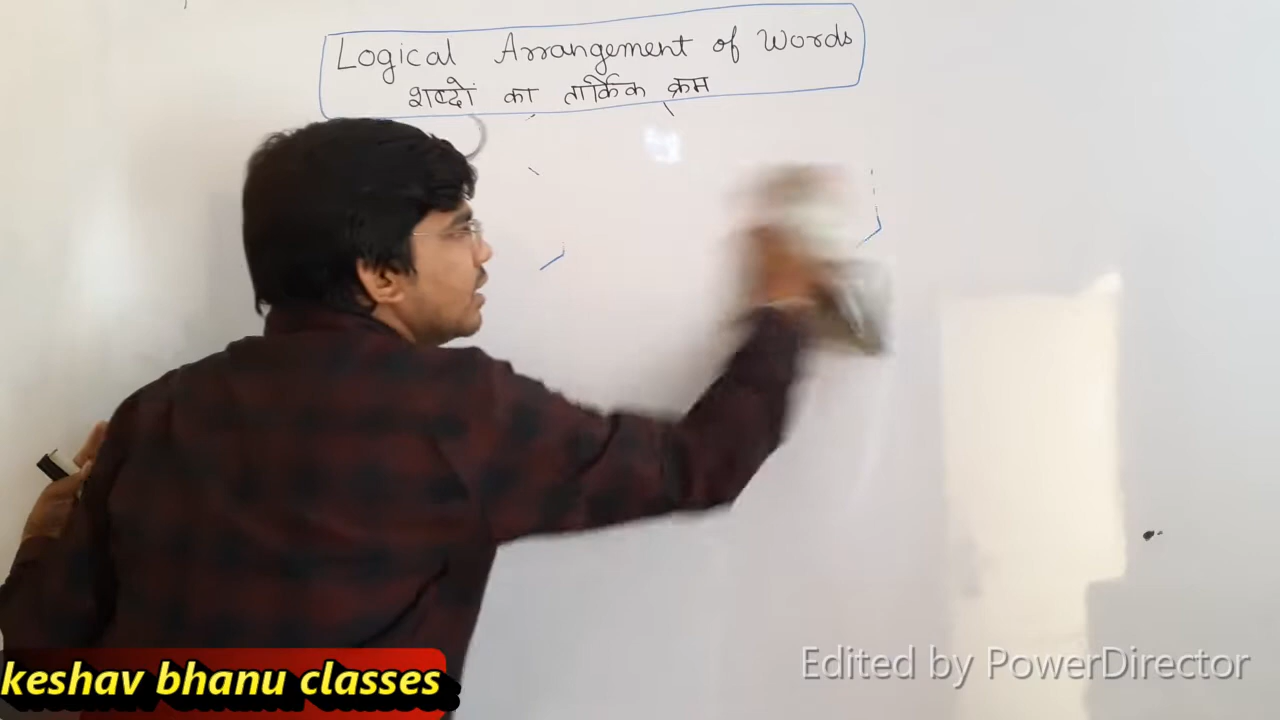 Logical Arrangement of Words
शब्दों का तार्किक क्रम
keshav bhanu classes
Edited by PowerDirector